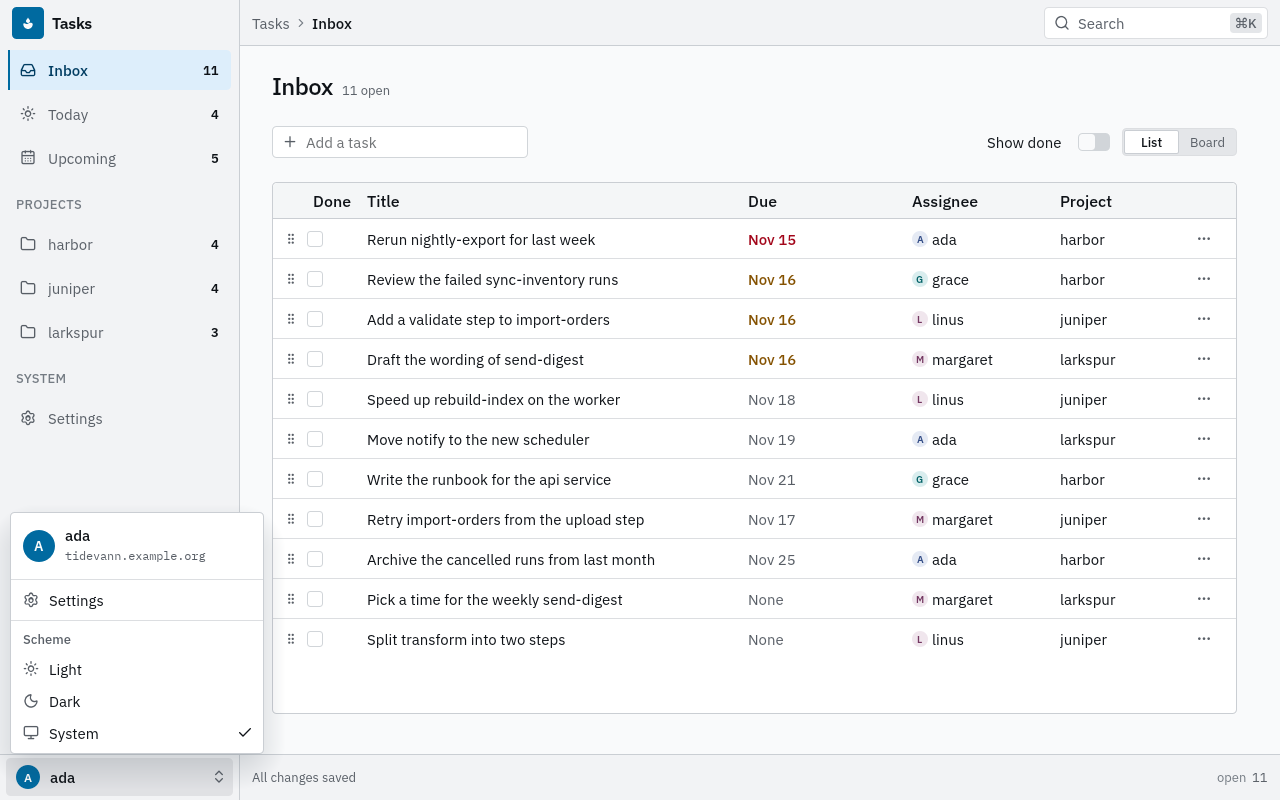 Tasks
Inbox 11
Today 4
Upcoming 5
PROJECTS
harbor 4
juniper 4
larkspur 3
SYSTEM
Settings
A ada
tidevann.example.org
Settings
Scheme
Light
Dark
System
A ada
Tasks > Inbox
Search ⌘K
Inbox 11 open
Add a task
Show done
List Board
Done Title Due Assignee Project
Rerun nightly-export for last week Nov 15 A ada harbor
Review the failed sync-inventory runs Nov 16 G grace harbor
Add a validate step to import-orders Nov 16 L linus juniper
Draft the wording of send-digest Nov 16 M margaret larkspur
Speed up rebuild-index on the worker Nov 18 L linus juniper
Move notify to the new scheduler Nov 19 A ada larkspur
Write the runbook for the api service Nov 21 G grace harbor
Retry import-orders from the upload step Nov 17 M margaret juniper
Archive the cancelled runs from last month Nov 25 A ada harbor
Pick a time for the weekly send-digest None M margaret larkspur
Split transform into two steps None L linus juniper
All changes saved
open 11